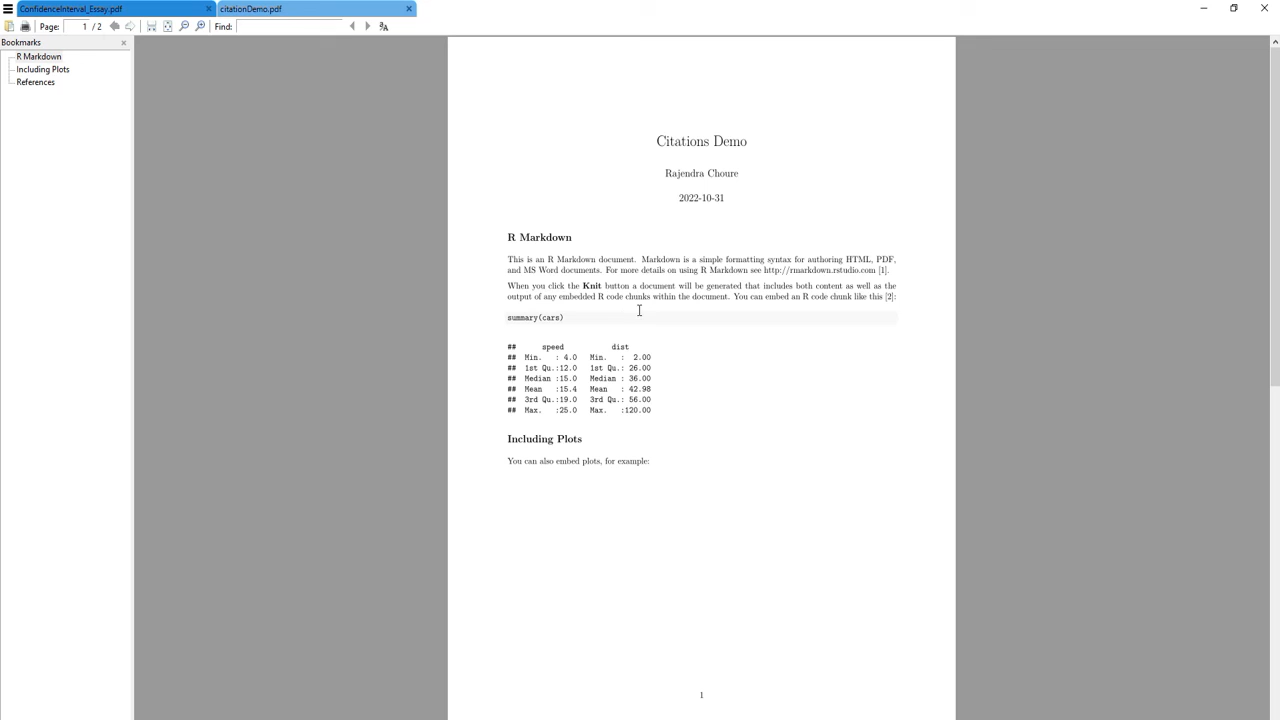 ConfidenceInterval_Essay.pdf
citationDemo.pdf
Page: 1 / 2 Find:
Bookmarks
R Markdown
Including Plots
References
Citations Demo
Rajendra Choure
2022-10-31
R Markdown
This is an R Markdown document. Markdown is a simple formatting syntax for authoring HTML, PDF,
and MS Word documents. For more details on using R Markdown see http://rmarkdown.rstudio.com [1].
When you click the Knit button a document will be generated that includes both content as well as the
output of any embedded R code chunks within the document. You can embed an R code chunk like this [2]:
summary(cars)
## speed dist
## Min. : 4.0 Min. : 2.00
## 1st Qu.:12.0 1st Qu.: 26.00
## Median :15.0 Median : 36.00
## Mean :15.4 Mean : 42.98
## 3rd Qu.:19.0 3rd Qu.: 56.00
## Max. :25.0 Max. :120.00
Including Plots
You can also embed plots, for example:
1